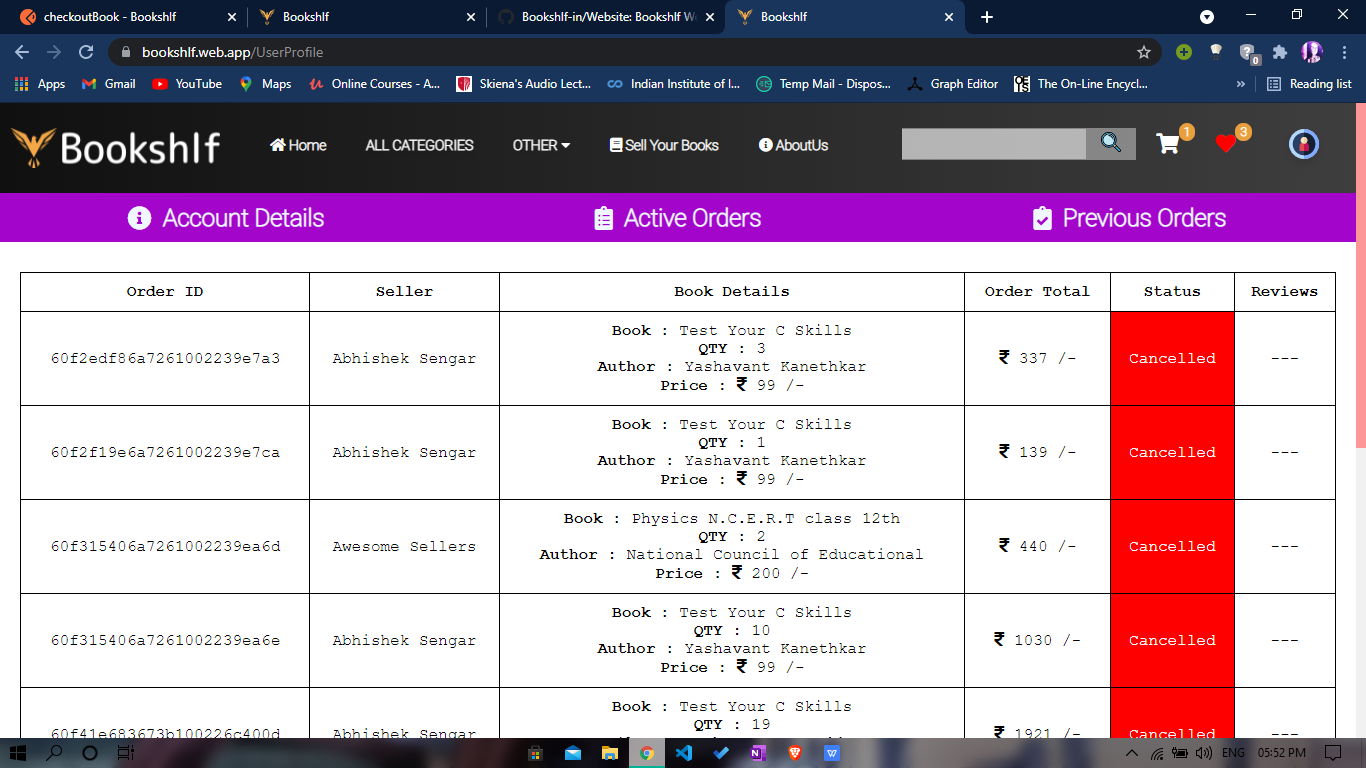 checkoutBook - Bookshlf
Bookshlf
Bookshlf-in/Website: Bookshlf W
Bookshlf
bookshlf.web.app/UserProfile
0
Apps
Gmail
YouTube
Maps
Online Courses - A...
Skiena's Audio Lect...
Indian Institute of I...
Temp Mail - Dispos...
Graph Editor
OEIS The On-Line Encycl...
»
Reading list
Bookshlf
Home
ALL CATEGORIES
OTHER
Sell Your Books
AboutUs
1
3
Account Details
Active Orders
Previous Orders
Order ID
Seller
Book Details
Order Total
Status
Reviews
60f2edf86a7261002239e7a3
Abhishek Sengar
Book : Test Your C Skills
QTY : 3
Author : Yashavant Kanethkar
Price : ₹ 99 /-
₹ 337 /-
Cancelled
---
60f2f19e6a7261002239e7ca
Abhishek Sengar
Book : Test Your C Skills
QTY : 1
Author : Yashavant Kanethkar
Price : ₹ 99 /-
₹ 139 /-
Cancelled
---
60f315406a7261002239ea6d
Awesome Sellers
Book : Physics N.C.E.R.T class 12th
QTY : 2
Author : National Council of Educational
Price : ₹ 200 /-
₹ 440 /-
Cancelled
---
60f315406a7261002239ea6e
Abhishek Sengar
Book : Test Your C Skills
QTY : 10
Author : Yashavant Kanethkar
Price : ₹ 99 /-
₹ 1030 /-
Cancelled
---
60f41e683673b100226c400d
Abhishek Sengar
Book : Test Your C Skills
QTY : 19
₹ 1921 /-
Cancelled
---
ENG
05:52 PM